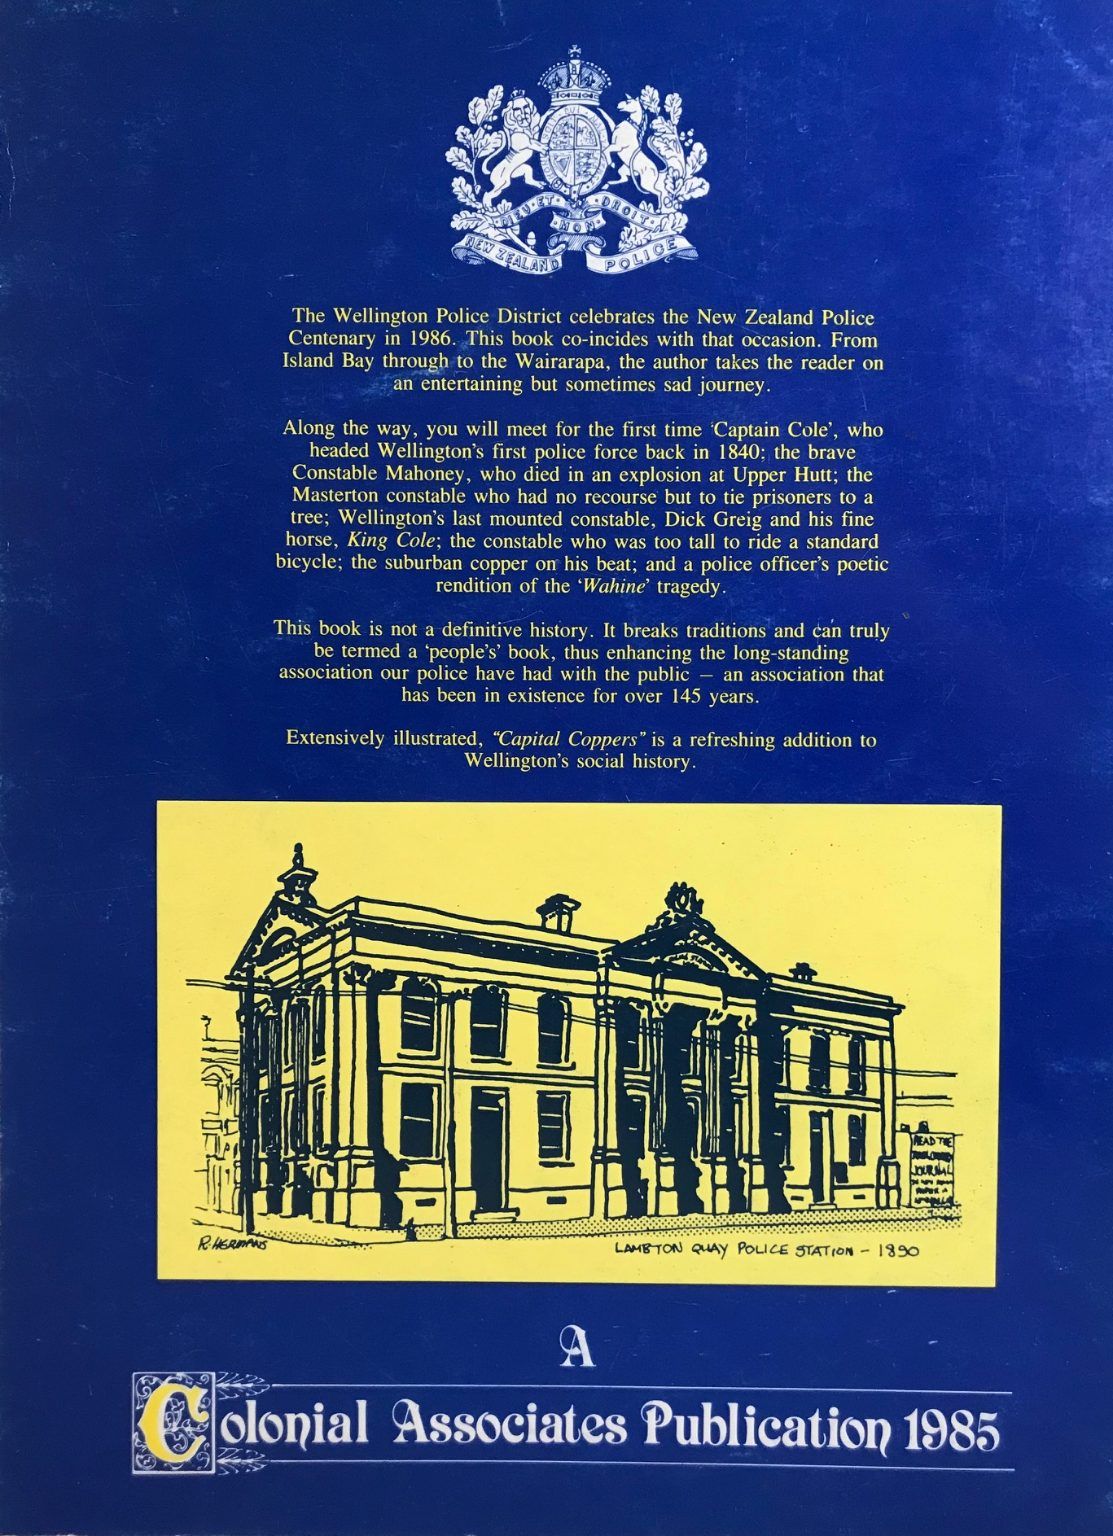 DIEU·ET·MON·DROIT
NEW ZEALAND POLICE
The Wellington Police District celebrates the New Zealand Police
Centenary in 1986. This book co-incides with that occasion. From
Island Bay through to the Wairarapa, the author takes the reader on
an entertaining but sometimes sad journey.
Along the way, you will meet for the first time 'Captain Cole', who
headed Wellington's first police force back in 1840; the brave
Constable Mahoney, who died in an explosion at Upper Hutt; the
Masterton constable who had no recourse but to tie prisoners to a
tree; Wellington's last mounted constable, Dick Greig and his fine
horse, King Cole; the constable who was too tall to ride a standard
bicycle; the suburban copper on his beat; and a police officer's poetic
rendition of the 'Wahine' tragedy.
This book is not a definitive history. It breaks traditions and can truly
be termed a 'people's' book, thus enhancing the long-standing
association our police have had with the public — an association that
has been in existence for over 145 years.
Extensively illustrated, "Capital Coppers" is a refreshing addition to
Wellington's social history.
READ THE
JOURNAL
R. HERMANS
LAMBTON QUAY POLICE STATION - 1890
A
Colonial Associates Publication 1985